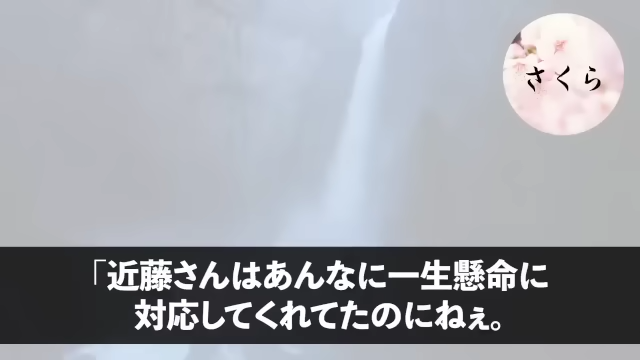 さくら
「近藤さんはあんなに一生懸命に
対応してくれてたのにねぇ。